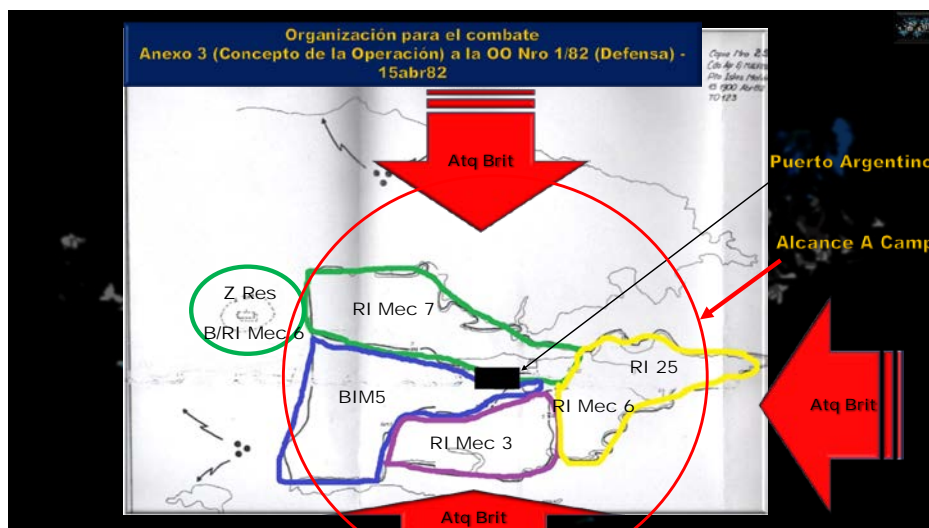 Organización para el combate
Anexo 3 (Concepto de la Operación) a la OO Nro 1/82 (Defensa) -
15abr82
Atq Brit
Puerto Argentino
Alcance A Camp
Z Res
B/RI Mec 6
RI Mec 7
RI 25
BIM5
RI Mec 6
Atq Brit
RI Mec 3
Atq Brit